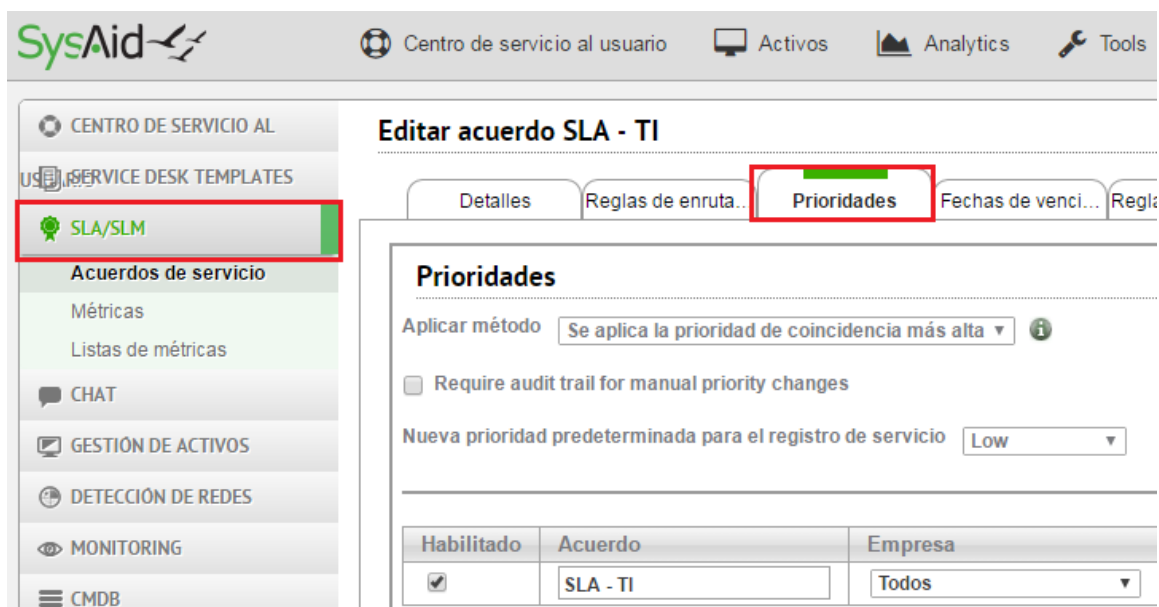 SysAid
Centro de servicio al usuario
Activos
Analytics
Tools
CENTRO DE SERVICIO AL
USUARIO
SERVICE DESK TEMPLATES
SLA/SLM
Acuerdos de servicio
Métricas
Listas de métricas
CHAT
GESTIÓN DE ACTIVOS
DETECCIÓN DE REDES
MONITORING
CMDB
Editar acuerdo SLA - TI
Detalles
Reglas de enruta...
Prioridades
Fechas de venci...
Regla
Prioridades
Aplicar método Se aplica la prioridad de coincidencia más alta
Require audit trail for manual priority changes
Nueva prioridad predeterminada para el registro de servicio Low
Habilitado Acuerdo Empresa
SLA - TI Todos